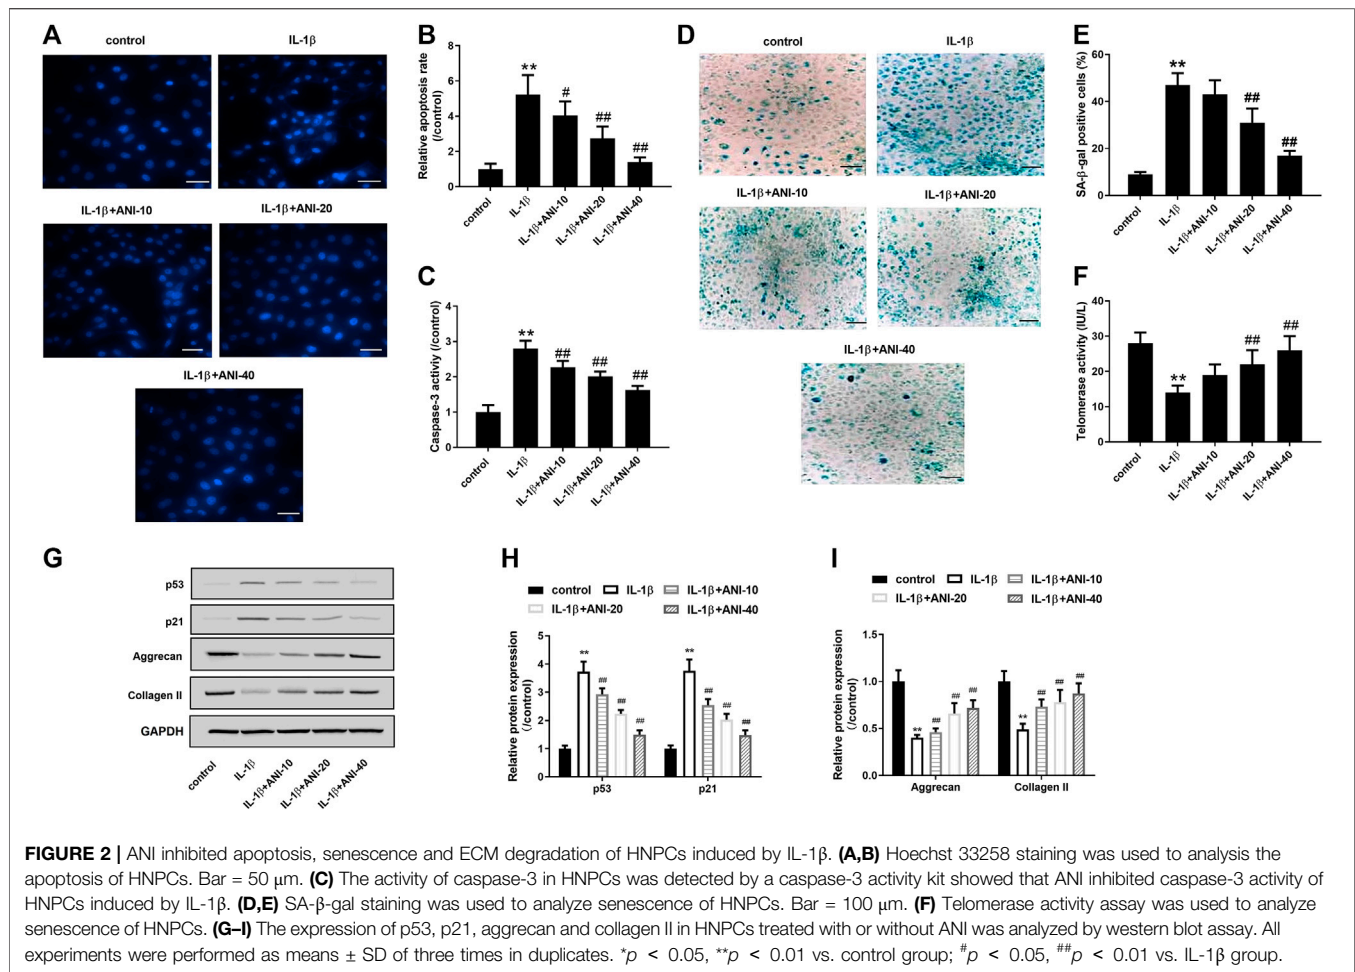 A
control
IL-1β
IL-1β+ANI-10
IL-1β+ANI-20
IL-1β+ANI-40
B
Relative apoptosis rate
(/control)
8
6
4
2
0
**
#
##
##
control
IL-1β
IL-1β+ANI-10
IL-1β+ANI-20
IL-1β+ANI-40
C
Caspase-3 activity (/control)
4
3
2
1
0
**
##
##
##
control
IL-1β
IL-1β+ANI-10
IL-1β+ANI-20
IL-1β+ANI-40
D
control
IL-1β
IL-1β+ANI-10
IL-1β+ANI-20
IL-1β+ANI-40
E
SA-β-gal positive cells (%)
60
40
20
0
**
##
##
control
IL-1β
IL-1β+ANI-10
IL-1β+ANI-20
IL-1β+ANI-40
F
Telomerase activity (IU/L)
40
30
20
10
0
**
##
##
control
IL-1β
IL-1β+ANI-10
IL-1β+ANI-20
IL-1β+ANI-40
G
p53
p21
Aggrecan
Collagen II
GAPDH
control
IL-1β
IL-1β+ANI-10
IL-1β+ANI-20
IL-1β+ANI-40
H
control IL-1β IL-1β+ANI-10
IL-1β+ANI-20 IL-1β+ANI-40
Relative protein expression
(/control)
5
4
3
2
1
0
**
##
##
##
**
##
##
##
p53 p21
I
control IL-1β IL-1β+ANI-10
IL-1β+ANI-20 IL-1β+ANI-40
Relative protein expression
(/control)
1.5
1.0
0.5
0.0
**
##
##
##
**
##
##
##
Aggrecan Collagen II
FIGURE 2 | ANI inhibited apoptosis, senescence and ECM degradation of HNPCs induced by IL-1β. (A,B) Hoechst 33258 staining was used to analysis the
apoptosis of HNPCs. Bar = 50 μm. (C) The activity of caspase-3 in HNPCs was detected by a caspase-3 activity kit showed that ANI inhibited caspase-3 activity of
HNPCs induced by IL-1β. (D,E) SA-β-gal staining was used to analyze senescence of HNPCs. Bar = 100 μm. (F) Telomerase activity assay was used to analyze
senescence of HNPCs. (G–I) The expression of p53, p21, aggrecan and collagen II in HNPCs treated with or without ANI was analyzed by western blot assay. All
experiments were performed as means ± SD of three times in duplicates. *p < 0.05, **p < 0.01 vs. control group; #p < 0.05, ##p < 0.01 vs. IL-1β group.